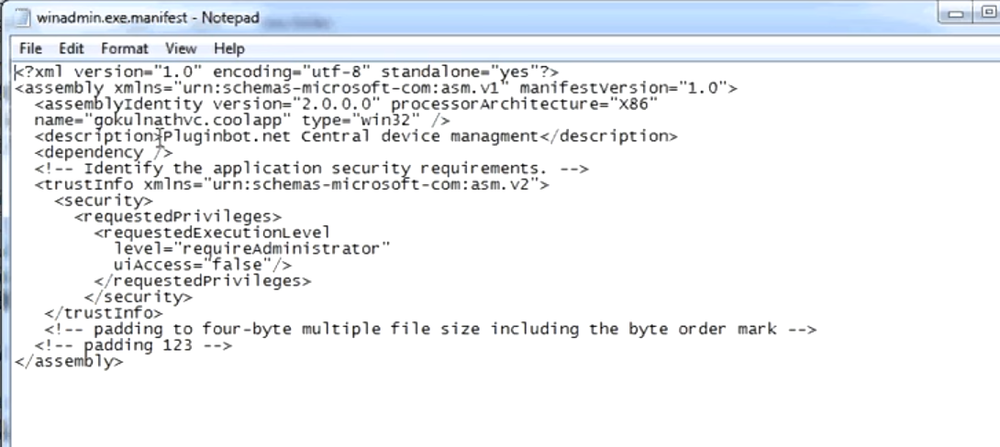 winadmin.exe.manifest - Notepad
File Edit Format View Help
<?xml version="1.0" encoding="utf-8" standalone="yes"?>
<assembly xmlns="urn:schemas-microsoft-com:asm.v1" manifestVersion="1.0">
<assemblyIdentity version="2.0.0.0" processorArchitecture="X86"
name="gokulnathvc.coolapp" type="win32" />
<description>Pluginbot.net Central device managment</description>
<dependency />
<!-- Identify the application security requirements. -->
<trustInfo xmlns="urn:schemas-microsoft-com:asm.v2">
<security>
<requestedPrivileges>
<requestedExecutionLevel
level="requireAdministrator"
uiAccess="false"/>
</requestedPrivileges>
</security>
</trustInfo>
<!-- padding to four-byte multiple file size including the byte order mark -->
<!-- padding 123 -->
</assembly>